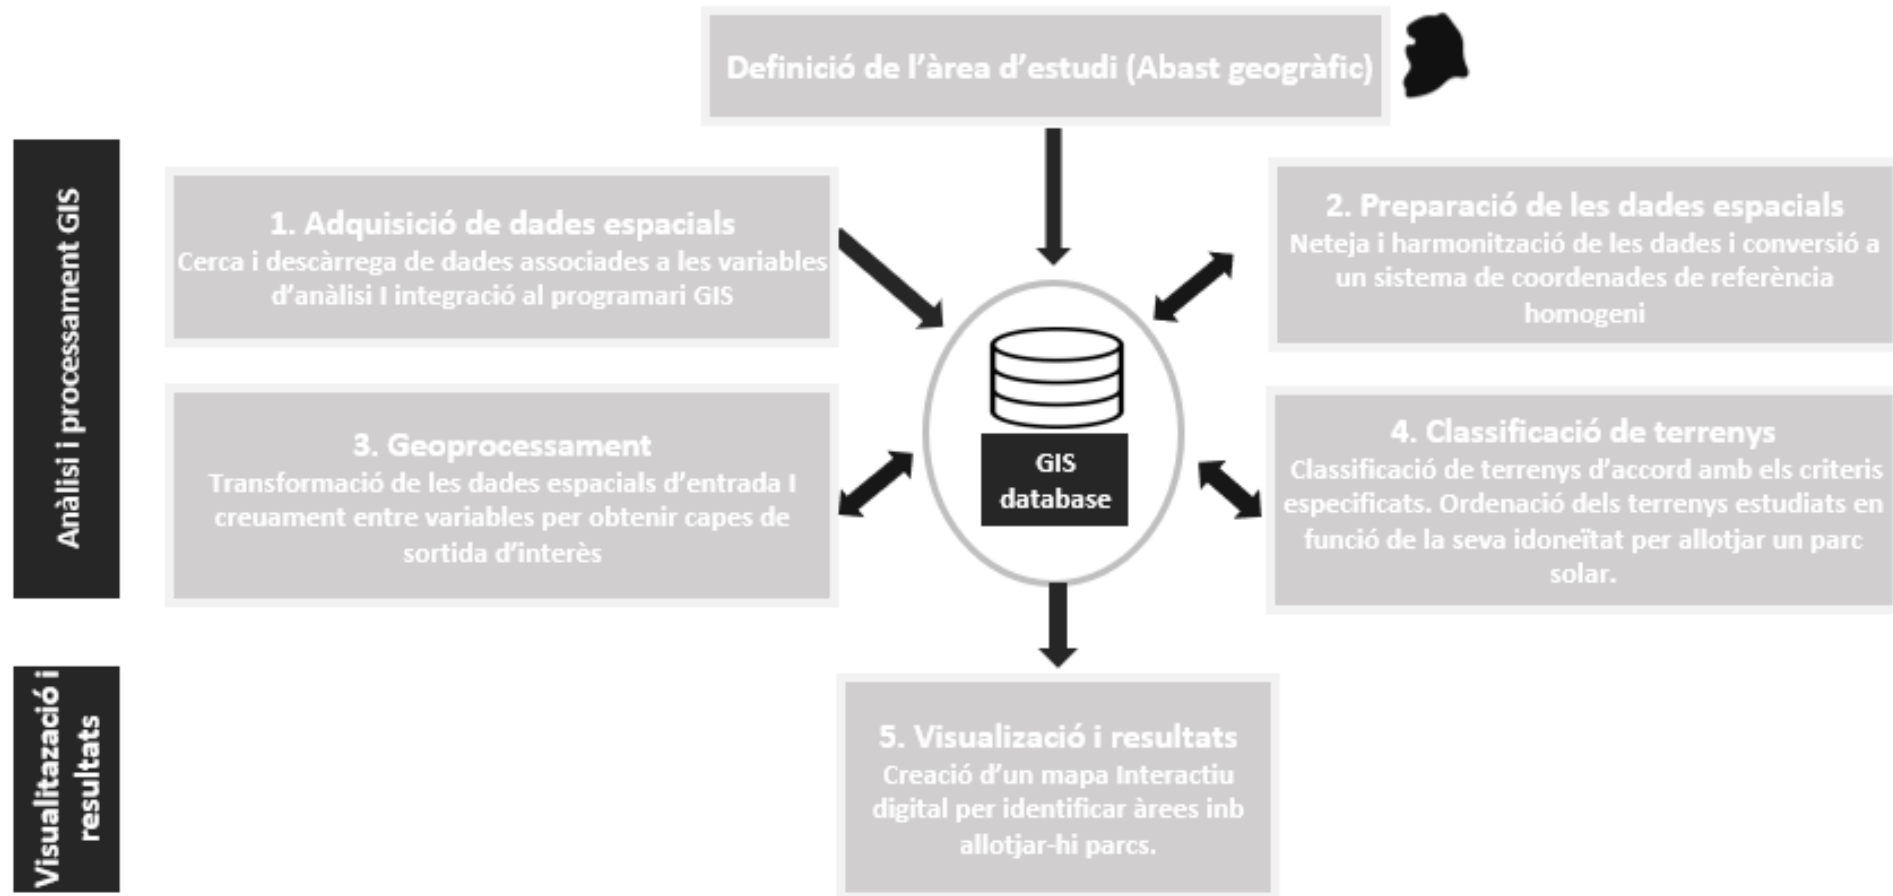 Definició de l'àrea d'estudi (Abast geogràfic)
Anàlisi i processament GIS
1. Adquisició de dades espacials
Cerca i descàrrega de dades associades a les variables
d'anàlisi I integració al programari GIS
2. Preparació de les dades espacials
Neteja i harmonització de les dades i conversió a
un sistema de coordenades de referència
homogeni
3. Geoprocessament
Transformació de les dades espacials d'entrada I
creuament entre variables per obtenir capes de
sortida d'interès
GIS
database
4. Classificació de terrenys
Classificació de terrenys d'accord amb els criteris
especificats. Ordenació dels terrenys estudiats en
funció de la seva idoneïtat per allotjar un parc
solar.
Visualitzazió i
resultats
5. Visualizació i resultats
Creació d'un mapa Interactiu
digital per identificar àrees inb
allotjar-hi parcs.